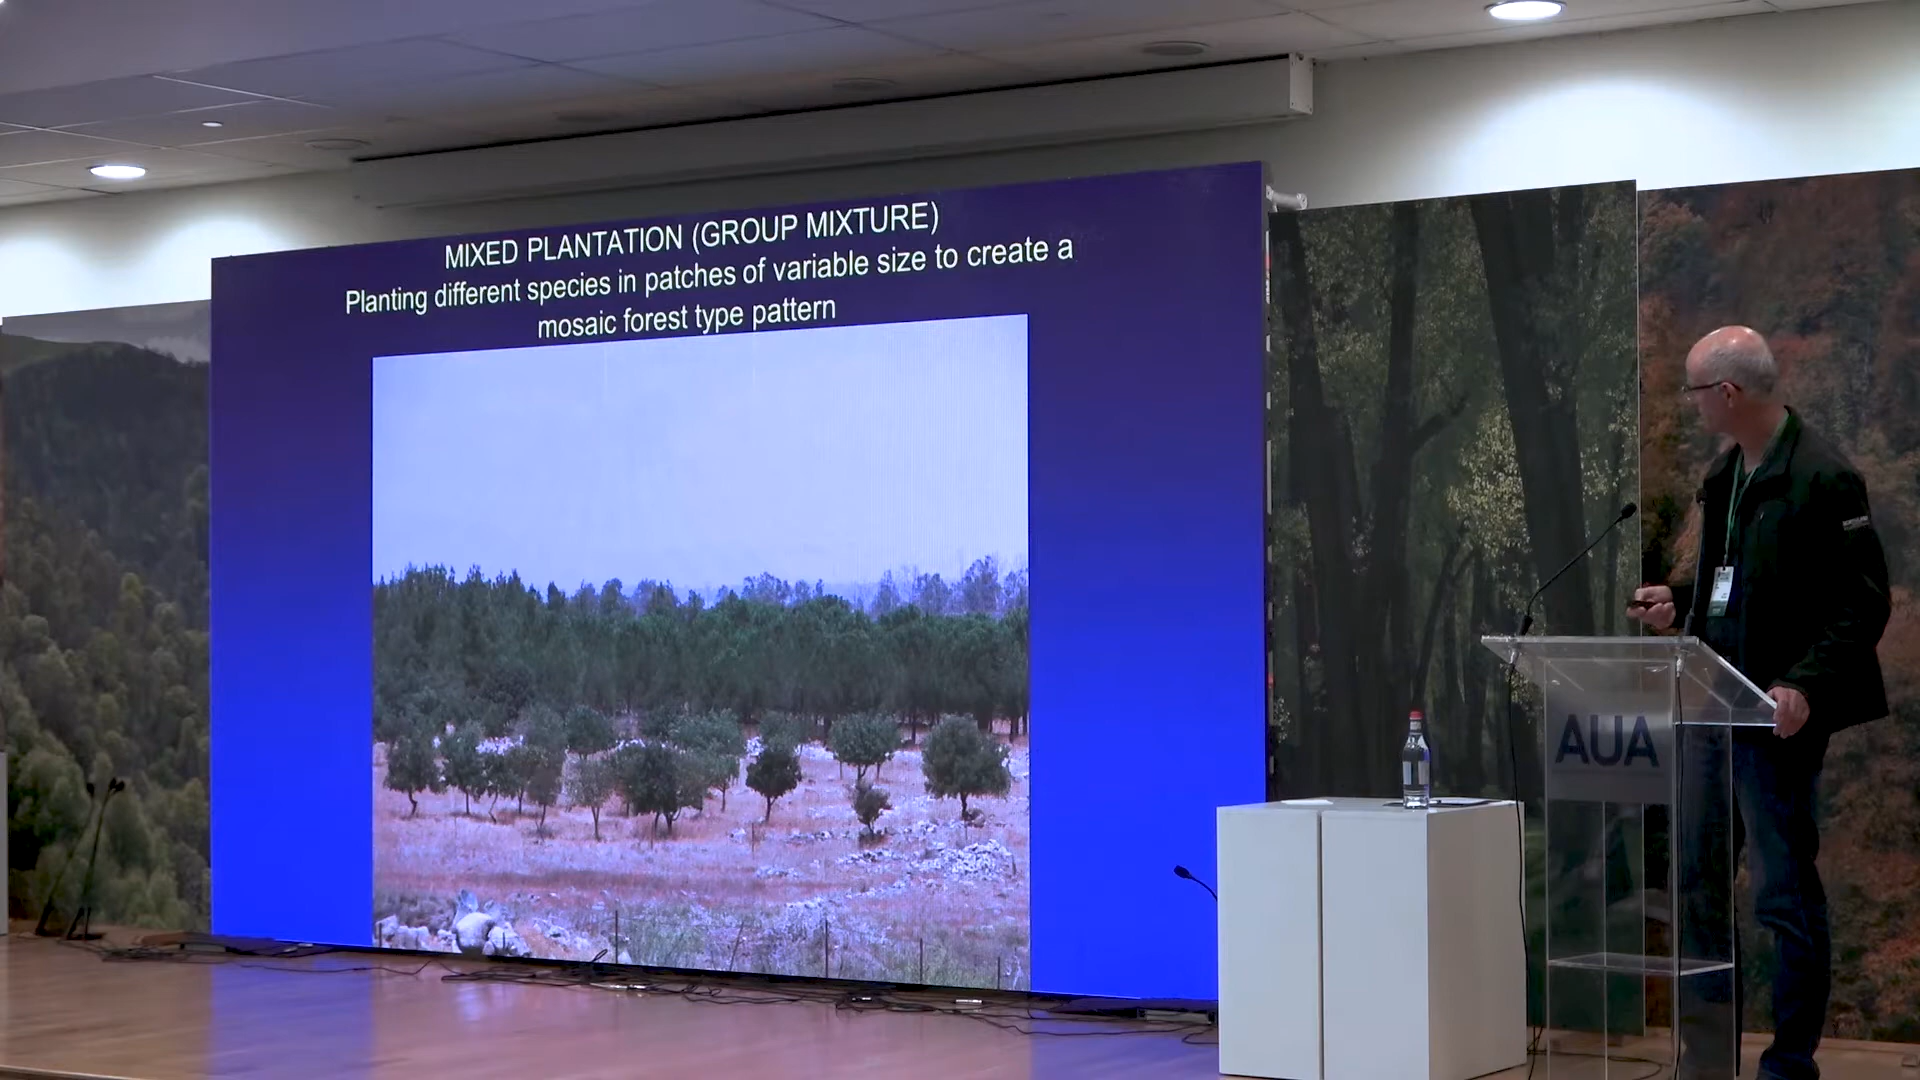 MIXED PLANTATION (GROUP MIXTURE)
Planting different species in patches of variable size to create a
mosaic forest type pattern
AUA